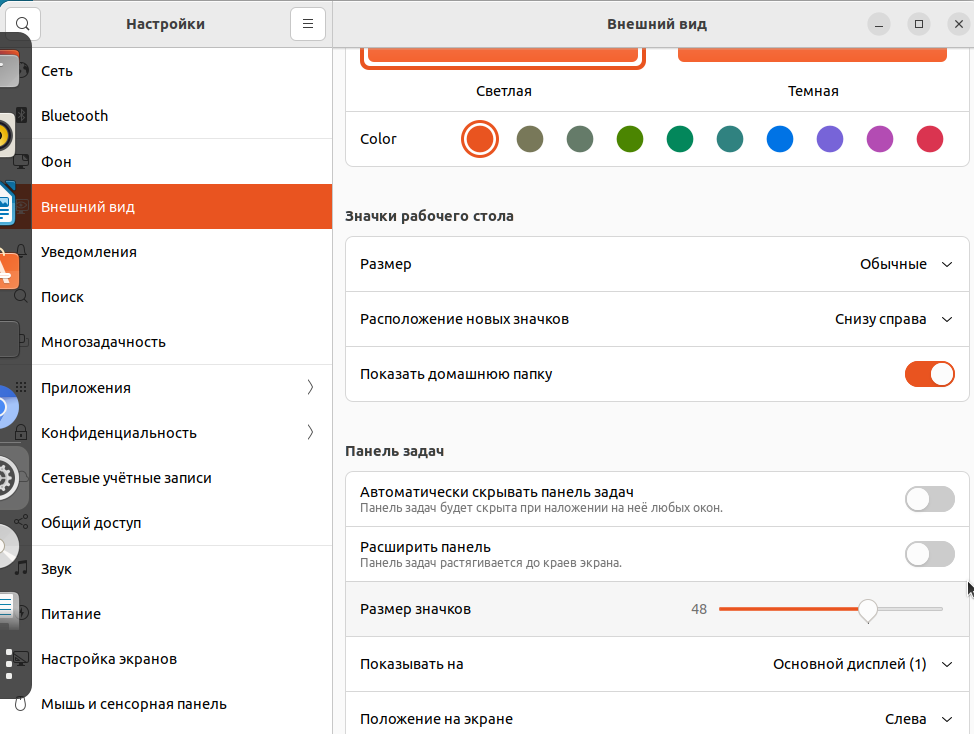 Настройки
Внешний вид
Сеть
Bluetooth
Фон
Внешний вид
Уведомления
Поиск
Многозадачность
Приложения
Конфиденциальность
Сетевые учётные записи
Общий доступ
Звук
Питание
Настройка экранов
Мышь и сенсорная панель
Светлая
Темная
Color
Значки рабочего стола
Размер
Обычные
Расположение новых значков
Снизу справа
Показать домашнюю папку
Панель задач
Автоматически скрывать панель задач
Панель задач будет скрыта при наложении на неё любых окон.
Расширить панель
Панель задач растягивается до краев экрана.
Размер значков
48
Показывать на
Основной дисплей (1)
Положение на экране
Слева